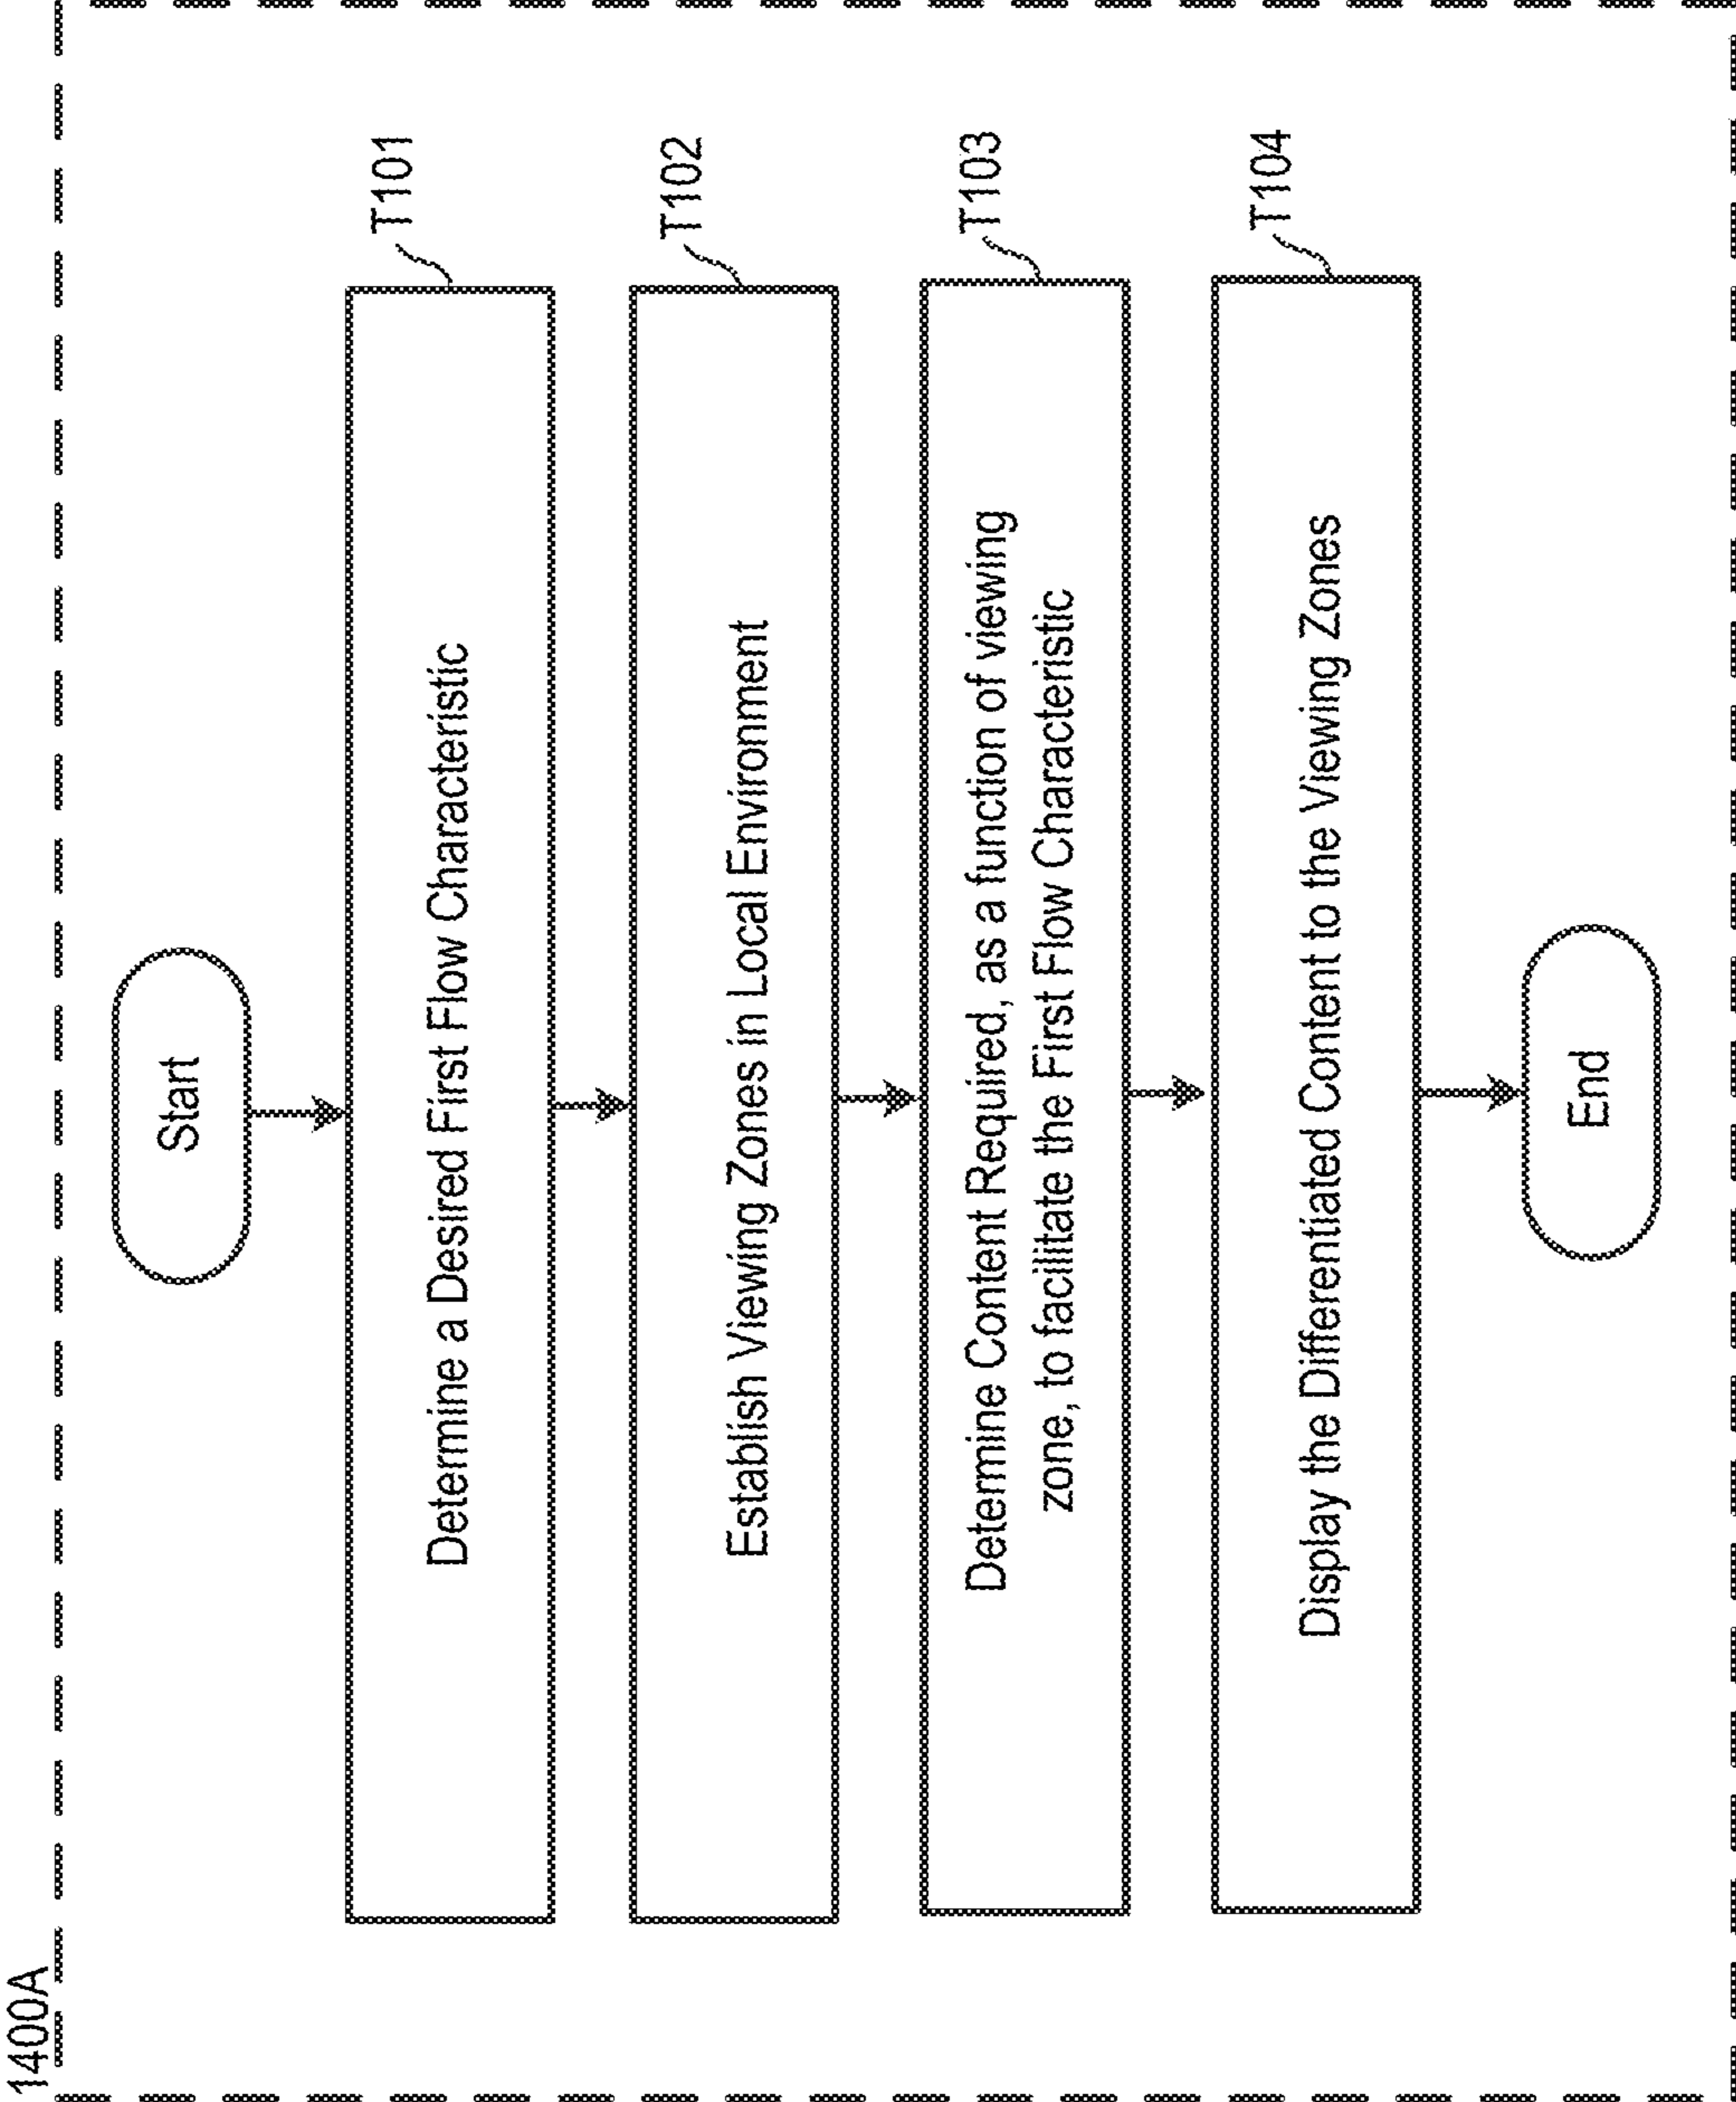 1400A
Start
Determine a Desired First Flow Characteristic
T101
Establish Viewing Zones in Local Environment
T102
Determine Content Required, as a function of viewing
zone, to facilitate the First Flow Characteristic
T103
Display the Differentiated Content to the Viewing Zones
T104
End